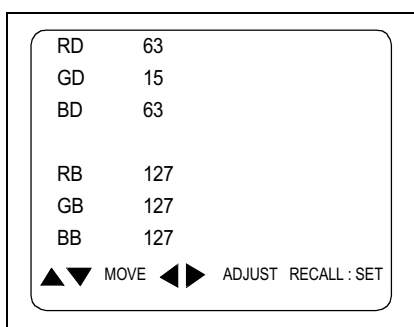 RD 63
GD 15
BD 63
RB 127
GB 127
BB 127
▲▼ MOVE ◀▶ ADJUST RECALL : SET